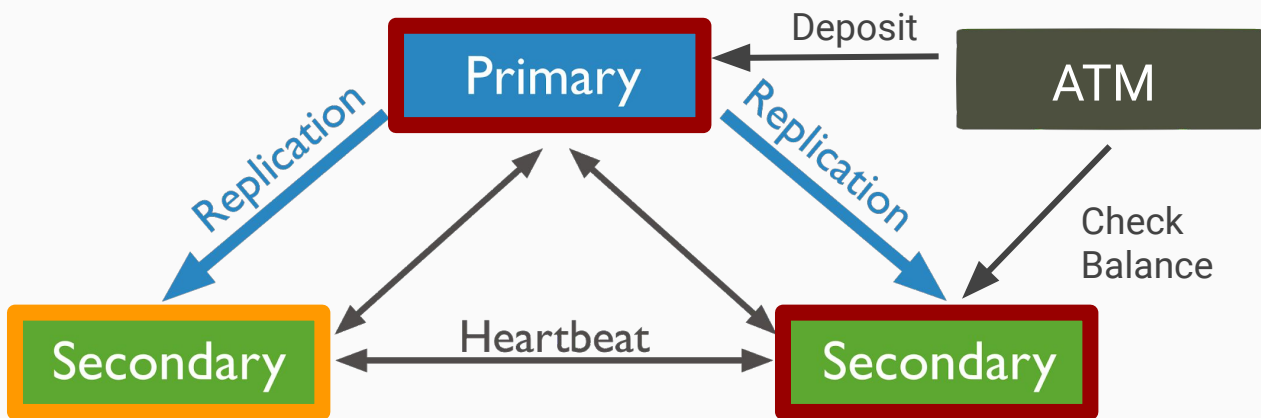 Deposit
Primary
ATM
Replication
Replication
Check
Balance
Heartbeat
Secondary
Secondary